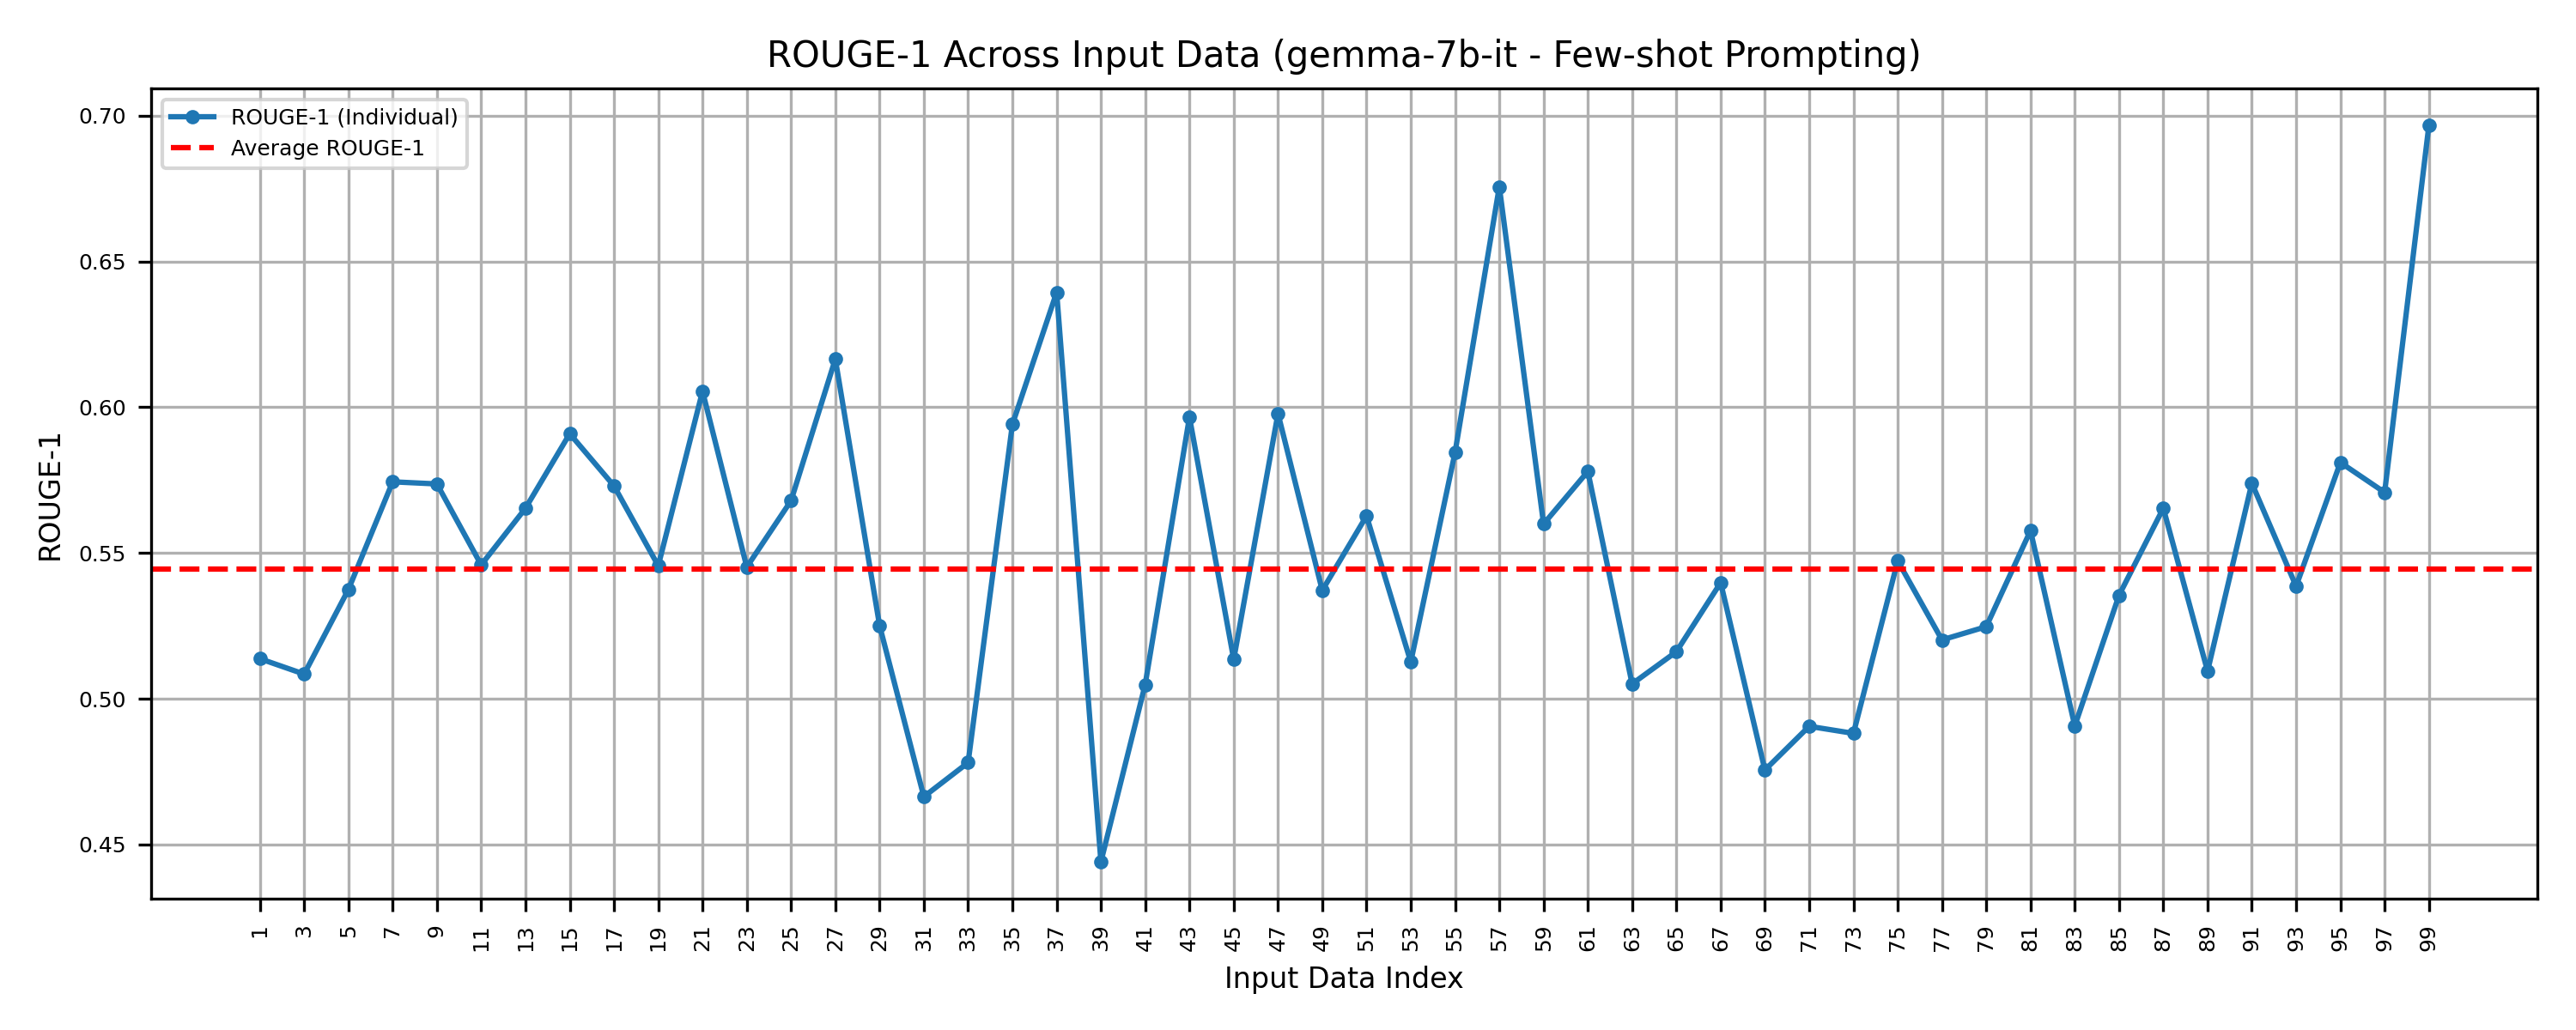 ROUGE-1 Across Input Data (gemma-7b-it - Few-shot Prompting)
ROUGE-1 (Individual)
Average ROUGE-1
ROUGE-1
0.70
0.65
0.60
0.55
0.50
0.45
1 3 5 7 9 11 13 15 17 19 21 23 25 27 29 31 33 35 37 39 41 43 45 47 49 51 53 55 57 59 61 63 65 67 69 71 73 75 77 79 81 83 85 87 89 91 93 95 97 99
Input Data Index